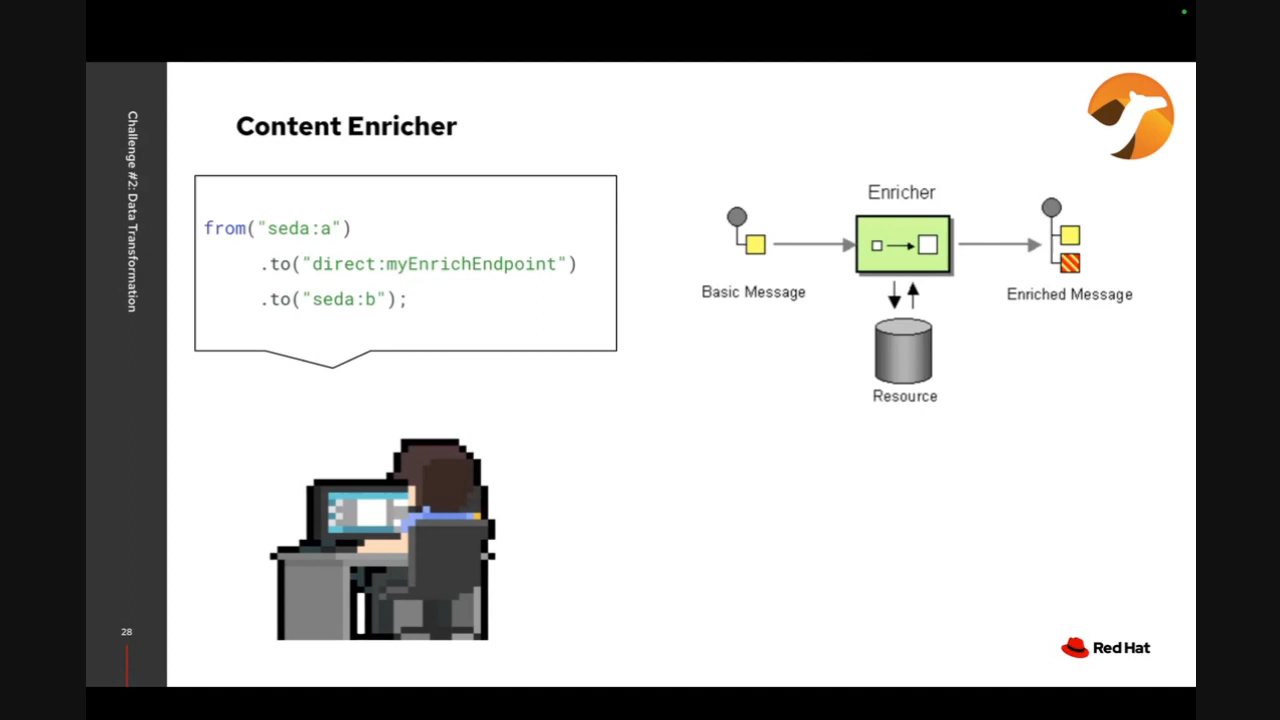 Challenge #2: Data Transformation
Content Enricher
from("seda:a")
.to("direct:myEnrichEndpoint")
.to("seda:b");
Enricher
Basic Message
Enriched Message
Resource
28
Red Hat